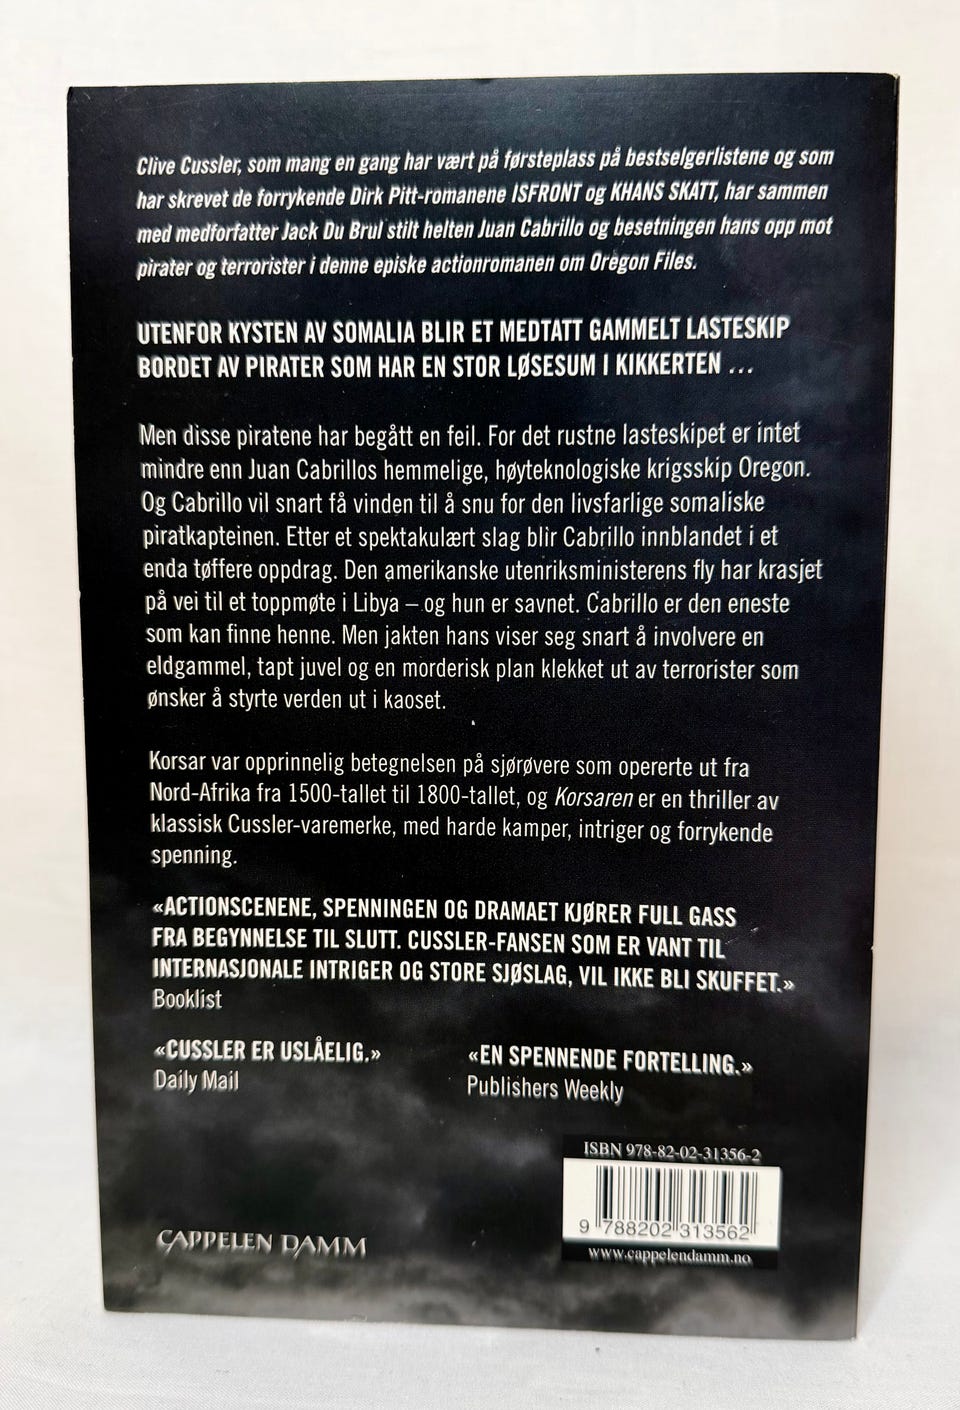 Clive Cussler, som mang en gang har vært på førsteplass på bestselgerlistene og som
har skrevet de forrykende Dirk Pitt-romanene ISFRONT og KHANS SKATT, har sammen
med medforfatter Jack Du Brul stilt helten Juan Cabrillo og besetningen hans opp mot
pirater og terrorister i denne episke actionromanen om Oregon Files.
UTENFOR KYSTEN AV SOMALIA BLIR ET MEDTATT GAMMELT LASTESKIP
BORDET AV PIRATER SOM HAR EN STOR LØSESUM I KIKKERTEN ...
Men disse piratene har begått en feil. For det rustne lasteskipet er intet
mindre enn Juan Cabrillos hemmelige, høyteknologiske krigsskip Oregon.
Og Cabrillo vil snart få vinden til å snu for den livsfarlige somaliske
piratkapteinen. Etter et spektakulært slag blir Cabrillo innblandet i et
enda tøffere oppdrag. Den amerikanske utenriksministerens fly har krasjet
på vei til et toppmøte i Libya – og hun er savnet. Cabrillo er den eneste
som kan finne henne. Men jakten hans viser seg snart å involvere en
eldgammel, tapt juvel og en morderisk plan klekket ut av terrorister som
ønsker å styrte verden ut i kaoset.
Korsar var opprinnelig betegnelsen på sjørøvere som opererte ut fra
Nord-Afrika fra 1500-tallet til 1800-tallet, og Korsaren er en thriller av
klassisk Cussler-varemerke, med harde kamper, intriger og forrykende
spenning.
«ACTIONSCENENE, SPENNINGEN OG DRAMAET KJØRER FULL GASS
FRA BEGYNNELSE TIL SLUTT. CUSSLER-FANSEN SOM ER VANT TIL
INTERNASJONALE INTRIGER OG STORE SJØSLAG, VIL IKKE BLI SKUFFET.»
Booklist
«CUSSLER ER USLÅELIG.»
Daily Mail
«EN SPENNENDE FORTELLING.»
Publishers Weekly
ISBN 978-82-02-31356-2
9 788202 313562
www.cappelendamm.no
CAPPELEN DAMM